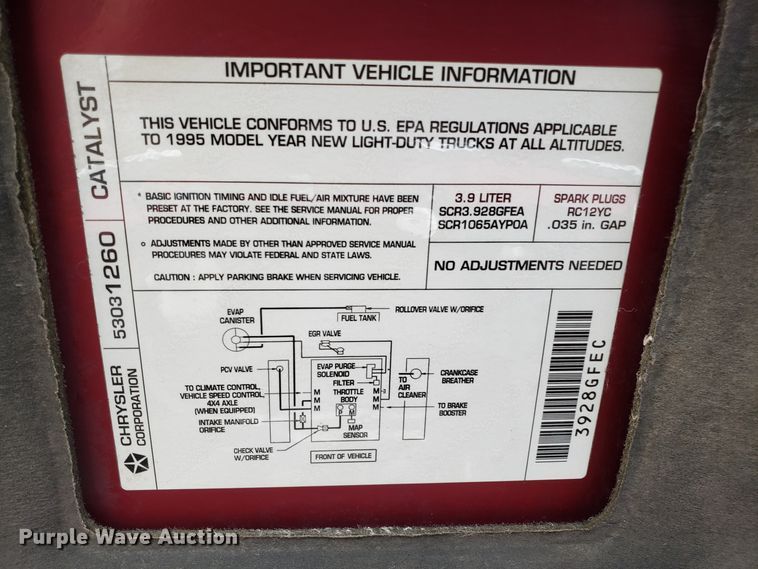 IMPORTANT VEHICLE INFORMATION
THIS VEHICLE CONFORMS TO U.S. EPA REGULATIONS APPLICABLE
TO 1995 MODEL YEAR NEW LIGHT-DUTY TRUCKS AT ALL ALTITUDES.
* BASIC IGNITION TIMING AND IDLE FUEL/AIR MIXTURE HAVE BEEN
PRESET AT THE FACTORY. SEE THE SERVICE MANUAL FOR PROPER
PROCEDURES AND OTHER ADDITIONAL INFORMATION.
o ADJUSTMENTS MADE BY OTHER THAN APPROVED SERVICE MANUAL
PROCEDURES MAY VIOLATE FEDERAL AND STATE LAWS.
CAUTION : APPLY PARKING BRAKE WHEN SERVICING VEHICLE.
3.9 LITER
SCR3.928GFEA
SCR1065AYP0A
SPARK PLUGS
RC12YC
.035 in. GAP
NO ADJUSTMENTS NEEDED
CATALYST
53031260
CHRYSLER
CORPORATION
EVAP
CANISTER
ROLLOVER VALVE W/ORIFICE
FUEL TANK
EGR VALVE
PCV VALVE
EVAP PURGE
SOLENOID
FILTER
THROTTLE
BODY
TO CLIMATE CONTROL,
VEHICLE SPEED CONTROL,
4X4 AXLE
(WHEN EQUIPPED)
M
M
M
M
M
M
P
M
TO
AIR
CLEANER
CRANKCASE
BREATHER
TO BRAKE
BOOSTER
INTAKE MANIFOLD
ORIFICE
MAP
SENSOR
CHECK VALVE
W/ORIFICE
FRONT OF VEHICLE
3928GFEC
Purple Wave Auction